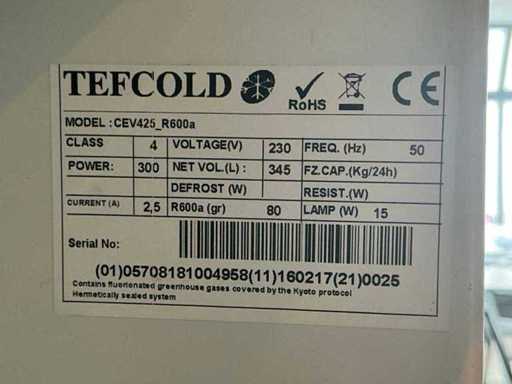 TEFCOLD RoHS CE
MODEL : CEV425_R600a
CLASS 4 VOLTAGE(V) 230 FREQ. (Hz) 50
POWER: 300 NET VOL.(L) : 345 FZ.CAP.(Kg/24h)
DEFROST (W) RESIST.(W)
CURRENT (A) 2,5 R600a (gr) 80 LAMP (W) 15
Serial No:
(01)05708181004958(11)160217(21)0025
Contains fluorionated greenhouse gases covered by the Kyoto protocol
Hermetically sealed system